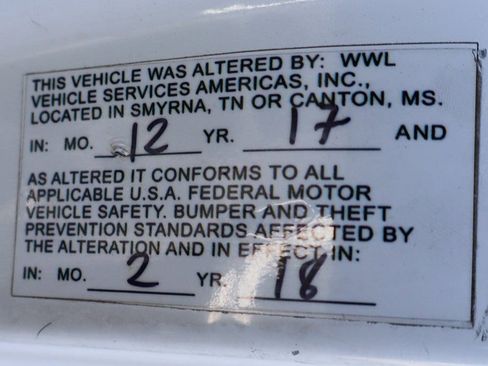 THIS VEHICLE WAS ALTERED BY: WWL
VEHICLE SERVICES AMERICAS, INC.,
LOCATED IN SMYRNA, TN OR CANTON, MS.
IN: MO. 12 YR. 17 AND
AS ALTERED IT CONFORMS TO ALL
APPLICABLE U.S.A. FEDERAL MOTOR
VEHICLE SAFETY. BUMPER AND THEFT
PREVENTION STANDARDS AFFECTED BY
THE ALTERATION AND IN EFFECT IN:
IN: MO. 2 YR. 18